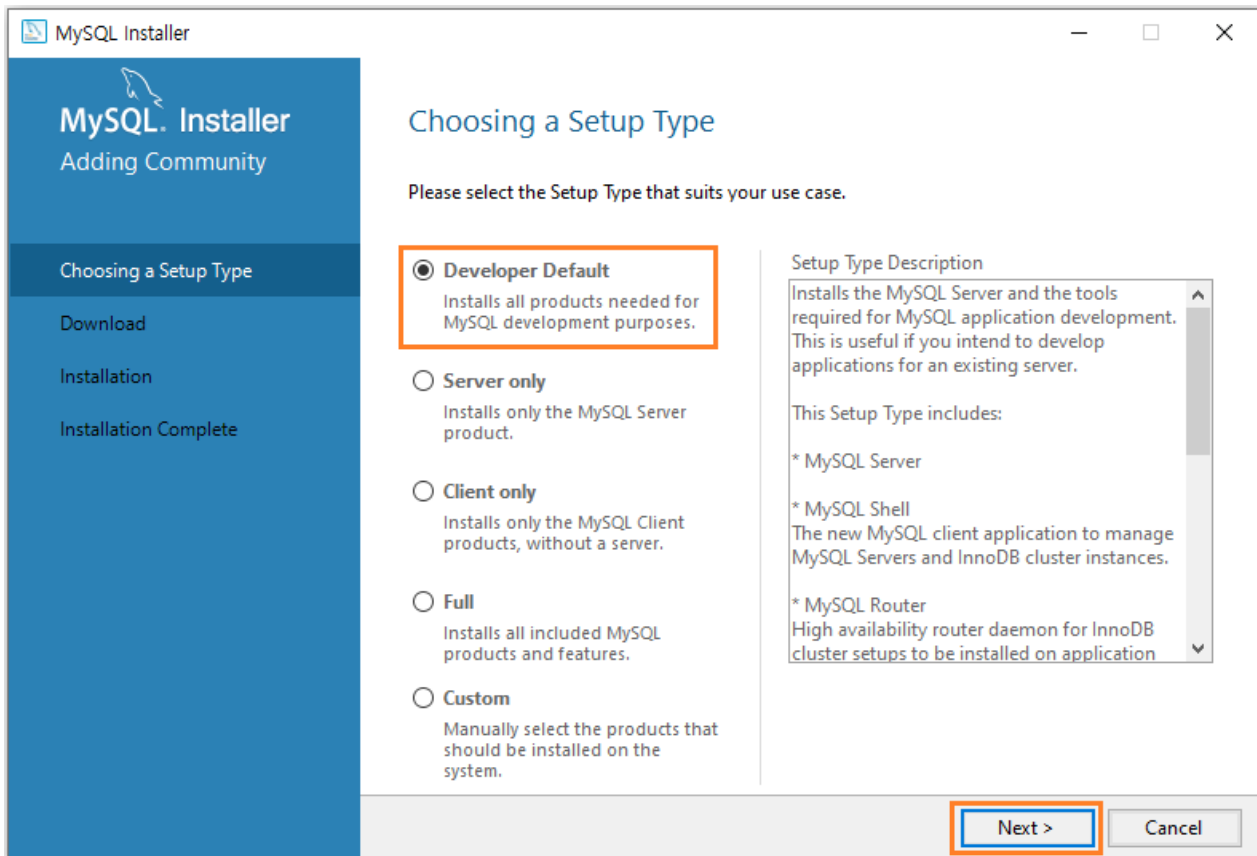 MySQL Installer
MySQL. Installer
Adding Community
Choosing a Setup Type
Download
Installation
Installation Complete
Choosing a Setup Type
Please select the Setup Type that suits your use case.
Developer Default
Installs all products needed for
MySQL development purposes.
Server only
Installs only the MySQL Server
product.
Client only
Installs only the MySQL Client
products, without a server.
Full
Installs all included MySQL
products and features.
Custom
Manually select the products that
should be installed on the
system.
Setup Type Description
Installs the MySQL Server and the tools
required for MySQL application development.
This is useful if you intend to develop
applications for an existing server.
This Setup Type includes:
* MySQL Server
* MySQL Shell
The new MySQL client application to manage
MySQL Servers and InnoDB cluster instances.
* MySQL Router
High availability router daemon for InnoDB
cluster setups to be installed on application
Next >
Cancel